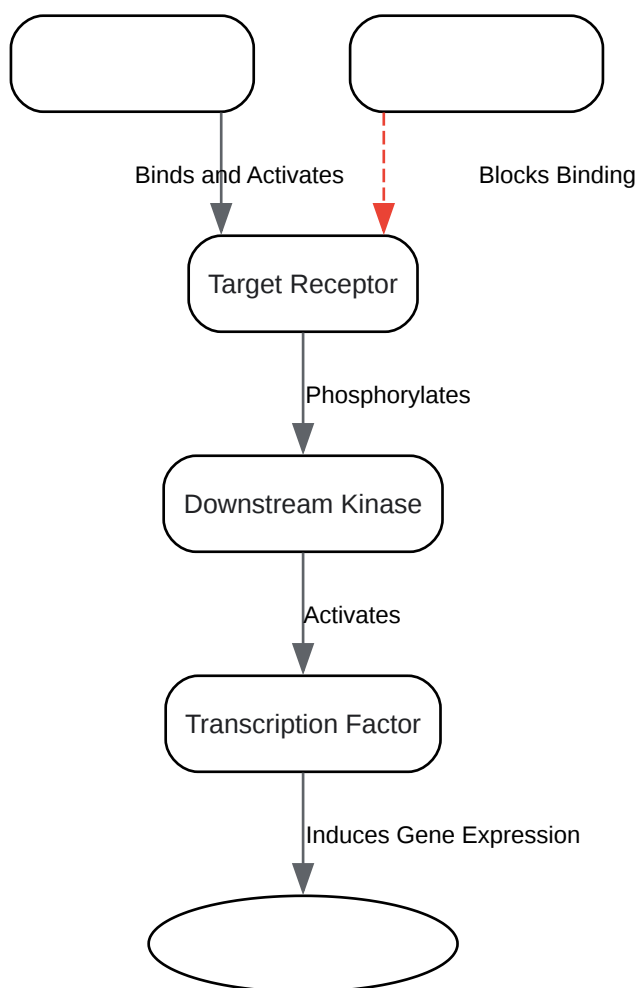 Binds and Activates
Blocks Binding
Target Receptor
Phosphorylates
Downstream Kinase
Activates
Transcription Factor
Induces Gene Expression